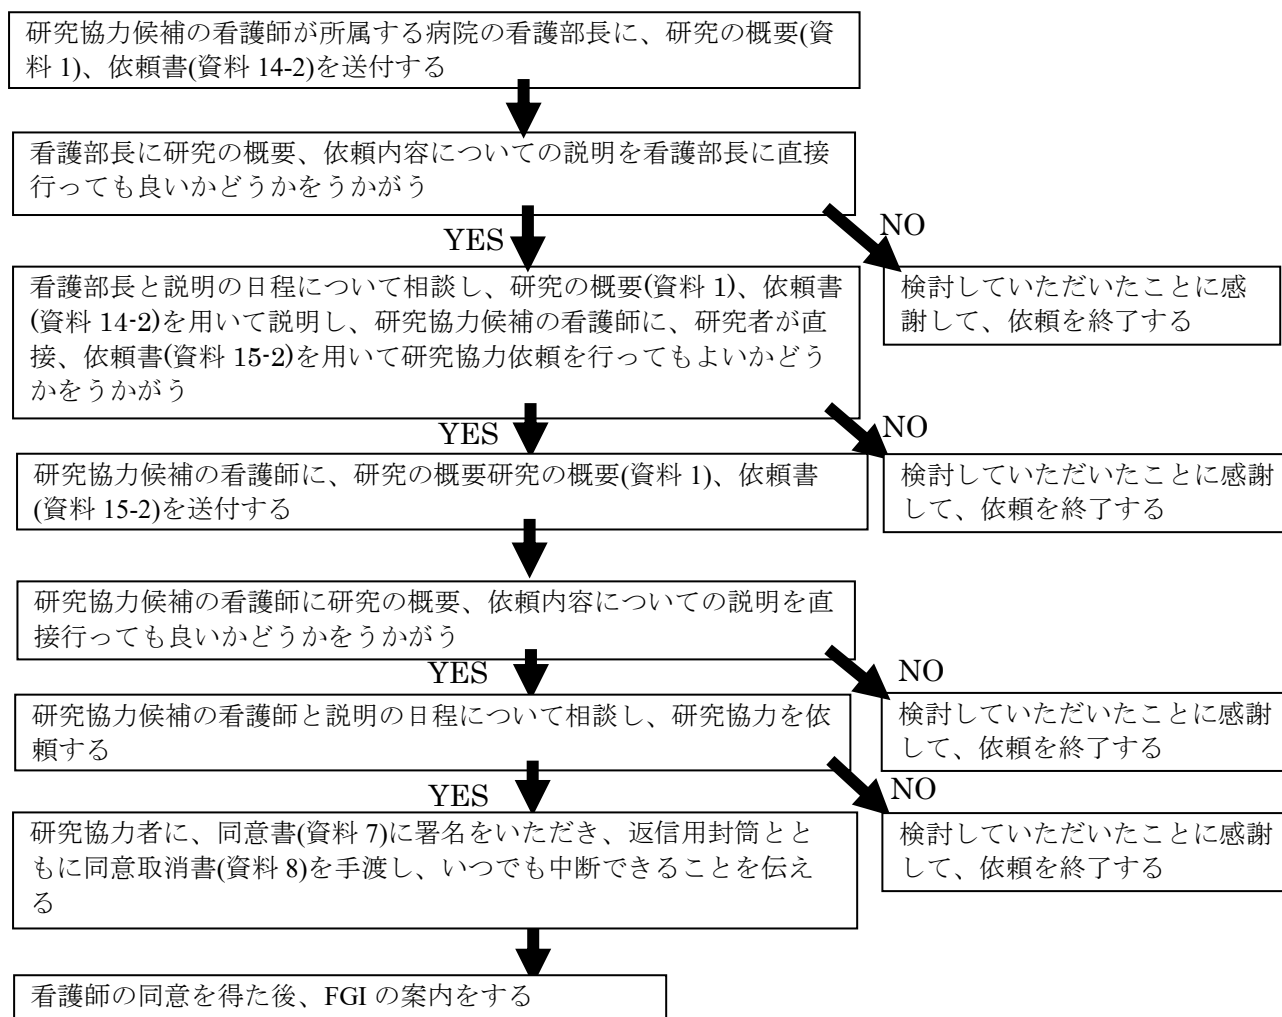 研究協力候補の看護師が所属する病院の看護部長に、研究の概要(資
料 1)、依頼書(資料 14-2)を送付する
看護部長に研究の概要、依頼内容についての説明を看護部長に直接
行っても良いかどうかをうかがう
YES
NO
看護部長と説明の日程について相談し、研究の概要(資料 1)、依頼書
(資料 14-2)を用いて説明し、研究協力候補の看護師に、研究者が直
接、依頼書(資料 15-2)を用いて研究協力依頼を行ってもよいかどう
かをうかがう
検討していただいたことに感
謝して、依頼を終了する
YES
NO
研究協力候補の看護師に、研究の概要研究の概要(資料 1)、依頼書
(資料 15-2)を送付する
検討していただいたことに感謝
して、依頼を終了する
研究協力候補の看護師に研究の概要、依頼内容についての説明を直
接行っても良いかどうかをうかがう
YES
NO
研究協力候補の看護師と説明の日程について相談し、研究協力を依
頼する
検討していただいたことに感謝
して、依頼を終了する
YES
NO
研究協力者に、同意書(資料 7)に署名をいただき、返信用封筒とと
もに同意取消書(資料 8)を手渡し、いつでも中断できることを伝え
る
検討していただいたことに感謝
して、依頼を終了する
看護師の同意を得た後、FGI の案内をする